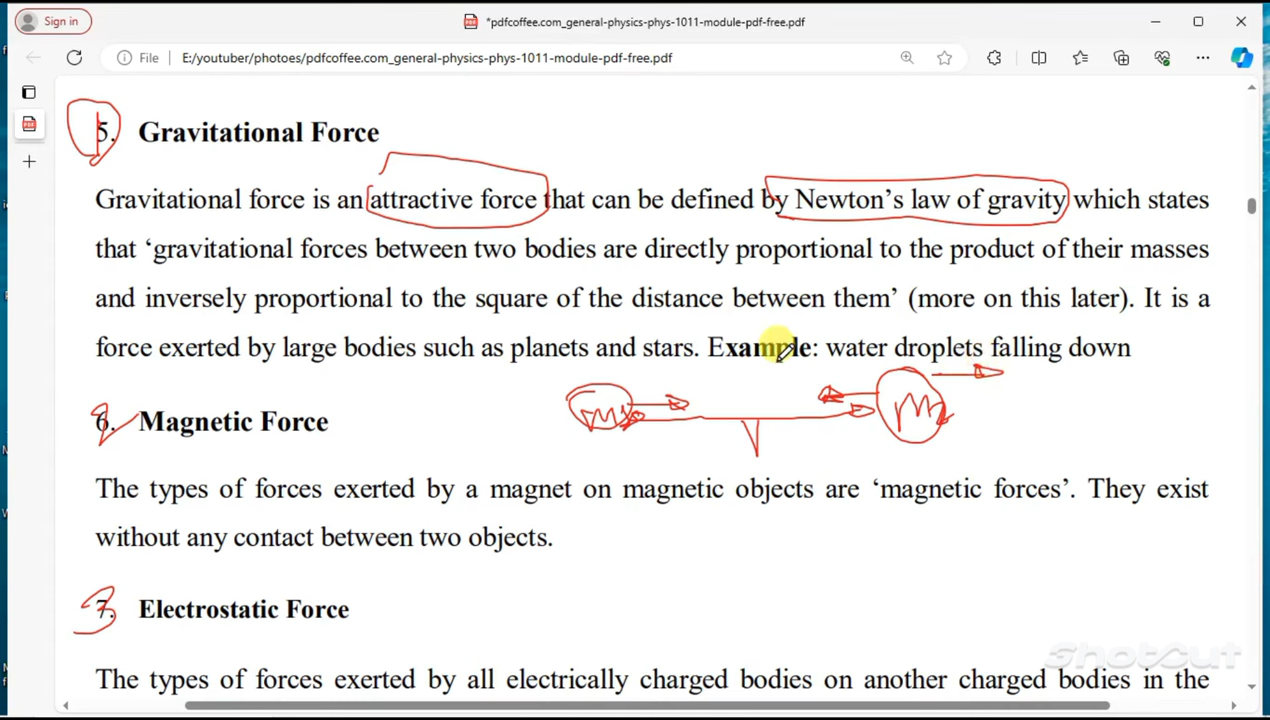 Sign in
*pdfcoffee.com_general-physics-phys-1011-module-pdf-free.pdf
File E:/youtuber/photoes/pdfcoffee.com_general-physics-phys-1011-module-pdf-free.pdf
5. Gravitational Force
Gravitational force is an attractive force that can be defined by Newton’s law of gravity which states
that ‘gravitational forces between two bodies are directly proportional to the product of their masses
and inversely proportional to the square of the distance between them’ (more on this later). It is a
force exerted by large bodies such as planets and stars. Example: water droplets falling down
6. Magnetic Force
The types of forces exerted by a magnet on magnetic objects are ‘magnetic forces’. They exist
without any contact between two objects.
7. Electrostatic Force
The types of forces exerted by all electrically charged bodies on another charged bodies in the
SHOTCUT